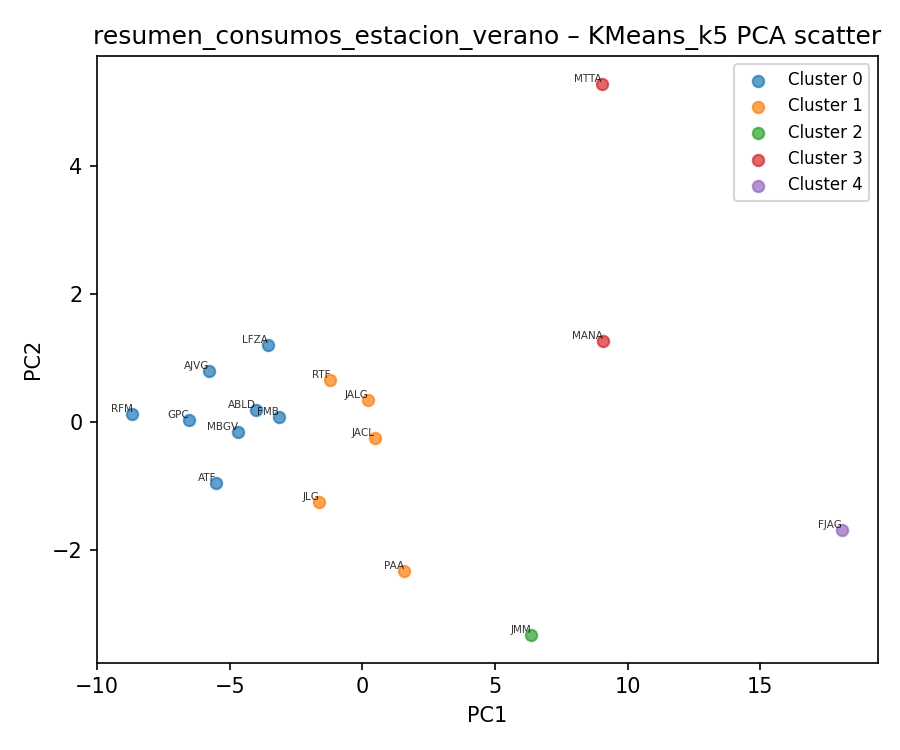 resumen_consumos_estacion_verano – KMeans_k5 PCA scatter
Cluster 0
Cluster 1
Cluster 2
Cluster 3
Cluster 4
MTTA
4
2
LFZA
MANA
AJVG
RTF
JALG
RFM
GPC
ABLD
FMB
MBGV
JACL
0
ATF
JLG
FJAG
−2
PAA
JMM
PC2
−10
−5
0
5
10
15
PC1